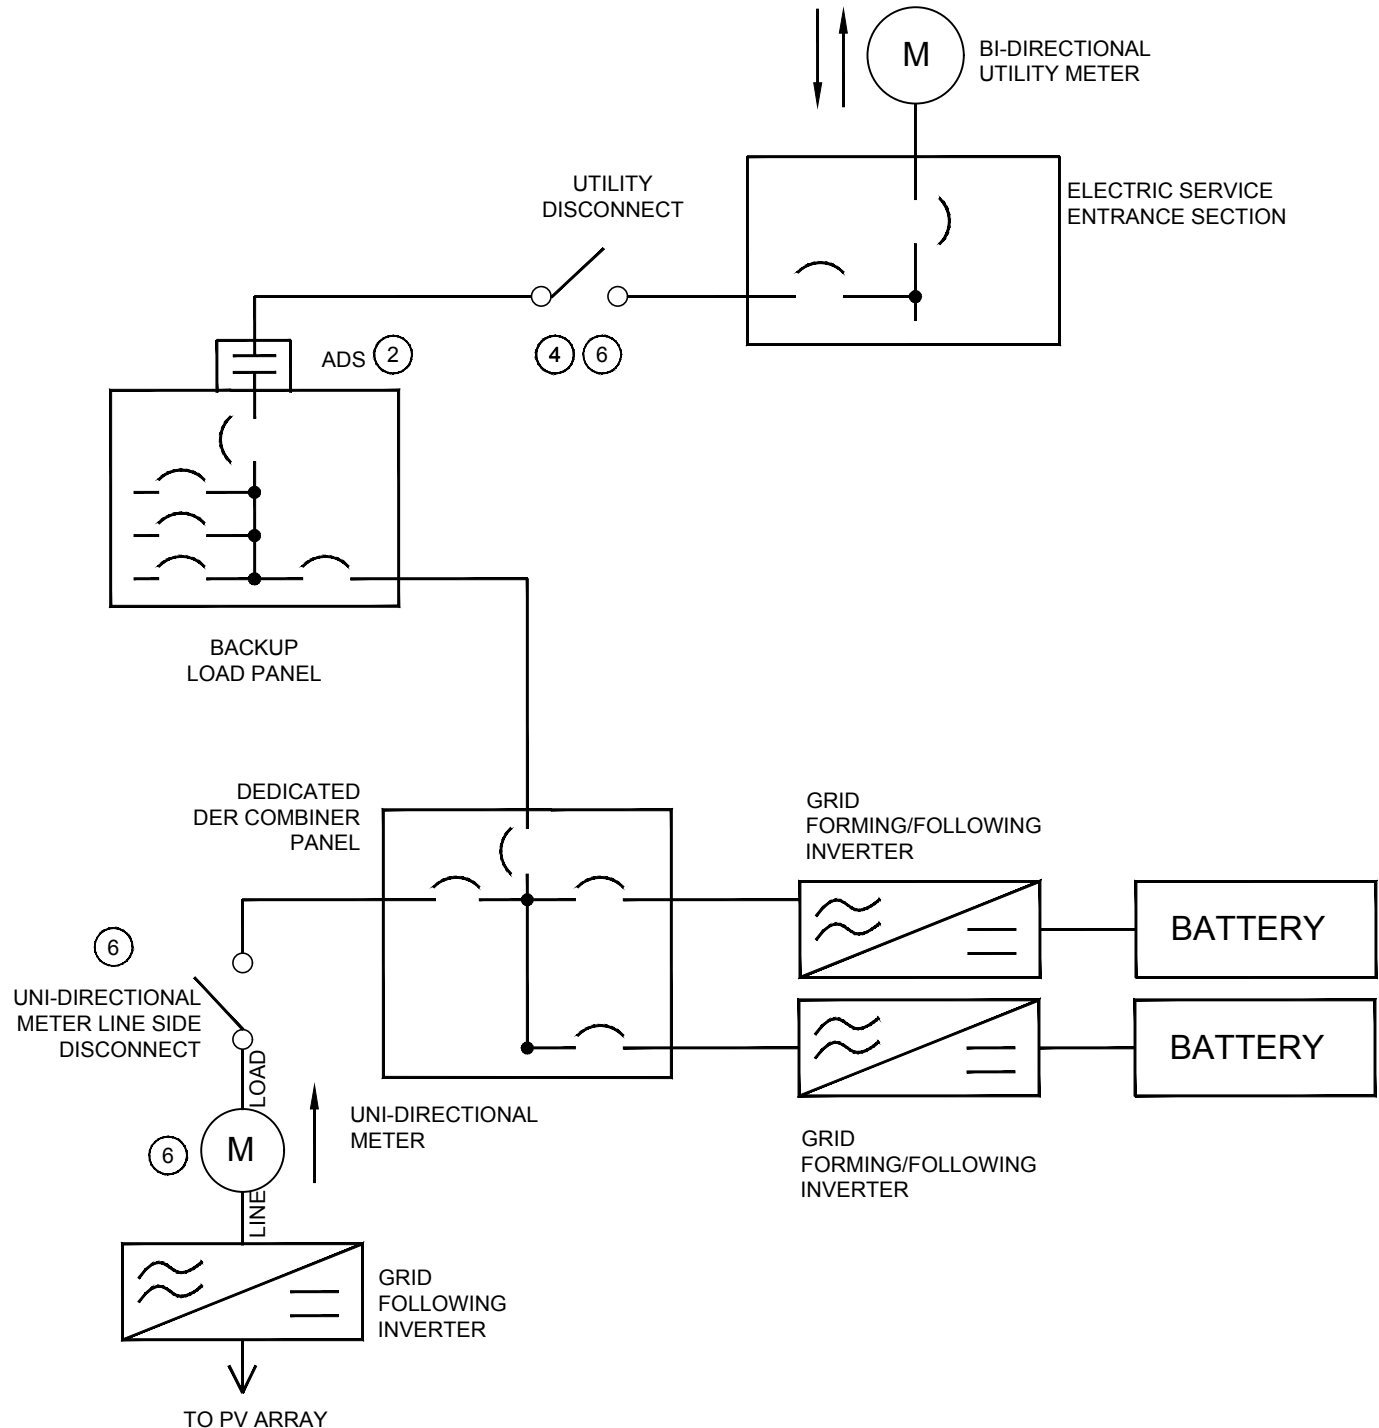 M
BI-DIRECTIONAL
UTILITY METER
UTILITY
DISCONNECT
ELECTRIC SERVICE
ENTRANCE SECTION
ADS 2
4 6
BACKUP
LOAD PANEL
DEDICATED
DER COMBINER
PANEL
GRID
FORMING/FOLLOWING
INVERTER
BATTERY
6
UNI-DIRECTIONAL
METER LINE SIDE
DISCONNECT
BATTERY
LOAD
UNI-DIRECTIONAL
METER
6
M
LINE
GRID
FORMING/FOLLOWING
INVERTER
GRID
FOLLOWING
INVERTER
TO PV ARRAY